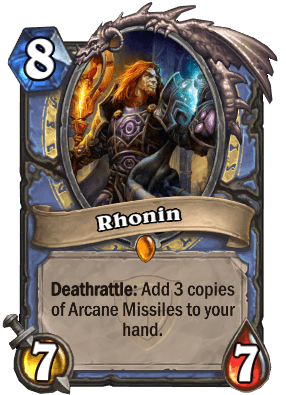 8
Rhonin
Deathrattle: Add 3 copies
of Arcane Missiles to your
hand.
7 7